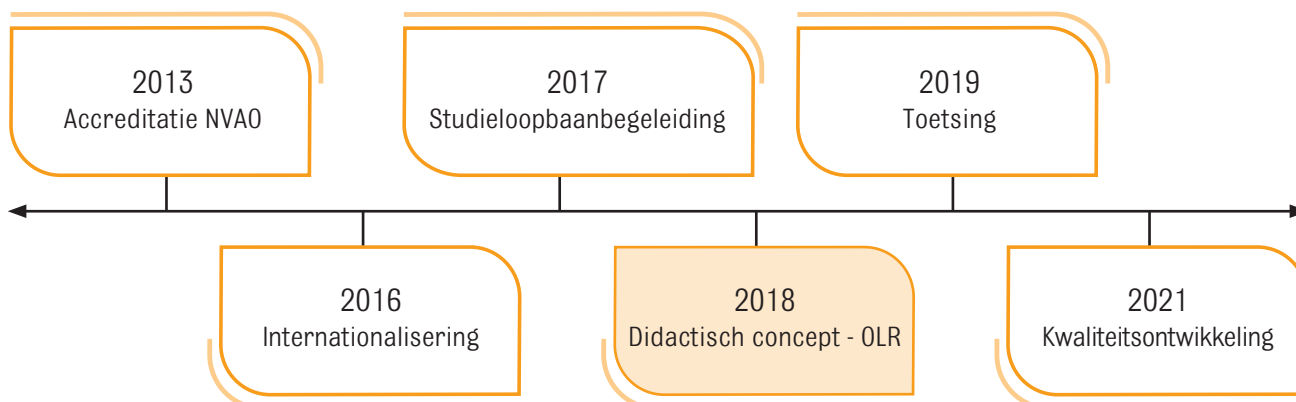 2013
Accreditatie NVAO
2017
Studieloopbaanbegeleiding
2019
Toetsing
2016
Internationalisering
2018
Didactisch concept - OLR
2021
Kwaliteitsontwikkeling